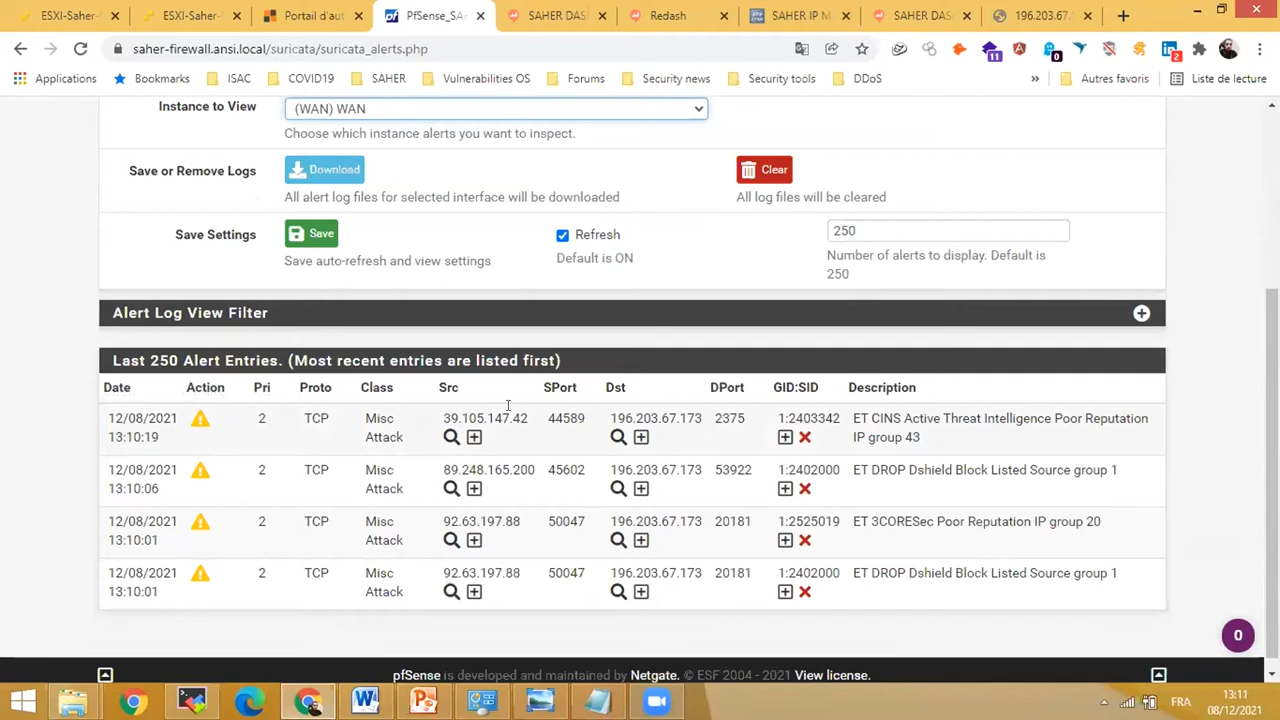 ESXI-Saher-
ESXI-Saher-
Portail d'aut
PfSense_SAr
SAHER DAS
Redash
SAHER IP M
SAHER DAS
196.203.67.
saher-firewall.ansi.local/suricata/suricata_alerts.php
11
0
2
Applications
Bookmarks
ISAC
COVID19
SAHER
Vulnerabilities OS
Forums
Security news
Security tools
DDoS
»
Autres favoris
Liste de lecture
Instance to View
(WAN) WAN
Choose which instance alerts you want to inspect.
Save or Remove Logs
Download
Clear
All alert log files for selected interface will be downloaded
All log files will be cleared
Save Settings
Save
Refresh
250
Save auto-refresh and view settings
Default is ON
Number of alerts to display. Default is
250
Alert Log View Filter
Last 250 Alert Entries. (Most recent entries are listed first)
Date Action Pri Proto Class Src SPort Dst DPort GID:SID Description
12/08/2021 2 TCP Misc 39.105.147.42 44589 196.203.67.173 2375 1:2403342 ET CINS Active Threat Intelligence Poor Reputation
13:10:19 Attack IP group 43
12/08/2021 2 TCP Misc 89.248.165.200 45602 196.203.67.173 53922 1:2402000 ET DROP Dshield Block Listed Source group 1
13:10:06 Attack
12/08/2021 2 TCP Misc 92.63.197.88 50047 196.203.67.173 20181 1:2525019 ET 3CORESec Poor Reputation IP group 20
13:10:01 Attack
12/08/2021 2 TCP Misc 92.63.197.88 50047 196.203.67.173 20181 1:2402000 ET DROP Dshield Block Listed Source group 1
13:10:01 Attack
0
pfSense is developed and maintained by Netgate. © ESF 2004 - 2021 View license.
FRA
13:11
08/12/2021